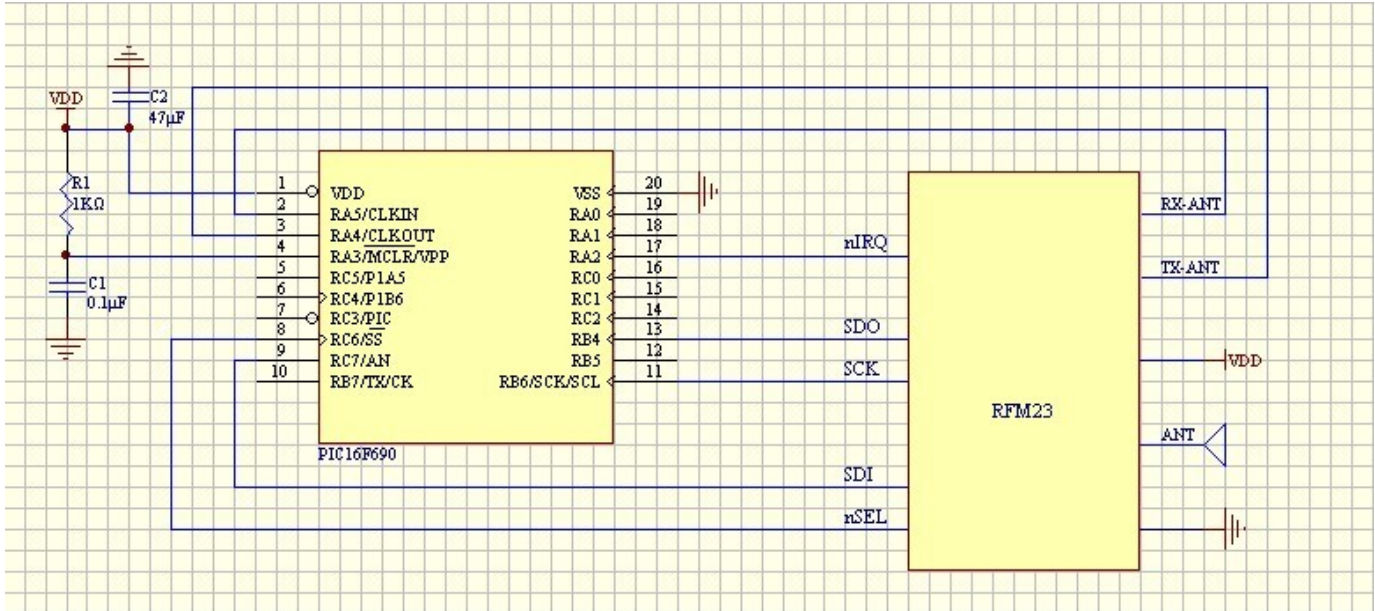 VDD
C2
47µF
R1
1KΩ
C1
0.1µF
1 VDD
2 RA5/CLKIN
3 RA4/CLKOUT
4 RA3/MCLR/VPP
5 RC5/P1A5
6 RC4/P1B6
7 RC3/PIC
8 RC6/SS
9 RC7/AN
10 RB7/TX/CK
VSS 20
RA0 19
RA1 18
RA2 17
RC0 16
RC1 15
RC2 14
RB4 13
RB5 12
RB6/SCK/SCL 11
PIC16F690
nIRQ
SDO
SCK
SDI
nSEL
RFM23
RX-ANT
TX-ANT
VDD
ANT